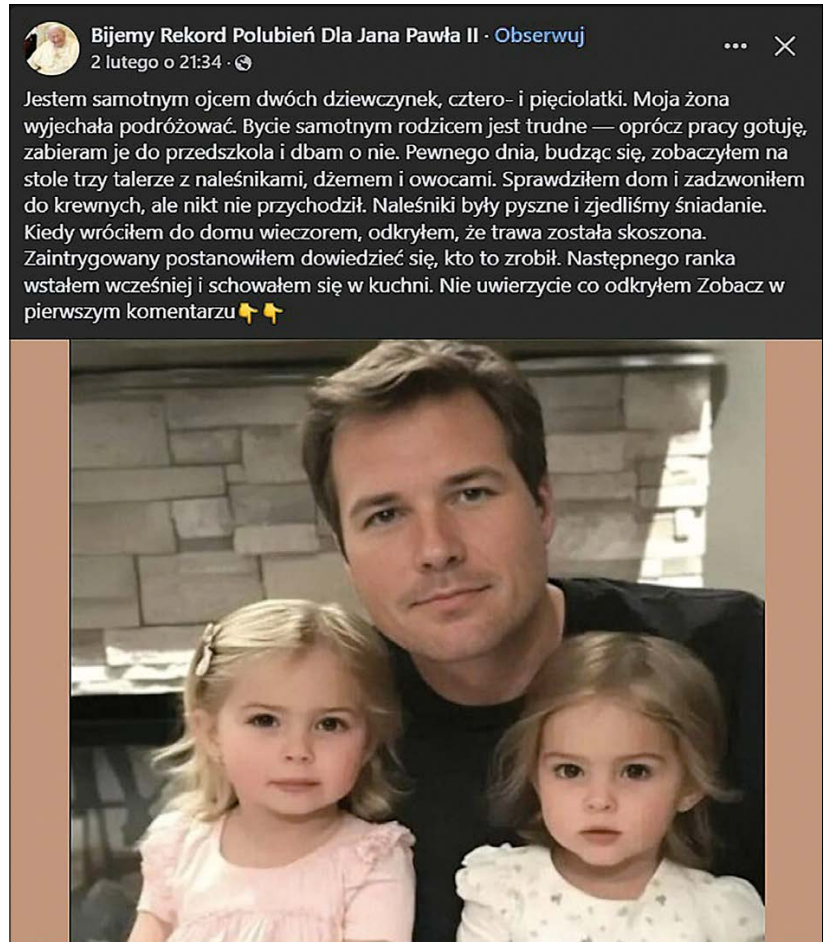 Bijemy Rekord Polubień Dla Jana Pawła II · Obserwuj
2 lutego o 21:34 ·
Jestem samotnym ojcem dwóch dziewczynek, cztero- i pięciolatki. Moja żona
wyjechała podróżować. Bycie samotnym rodzicem jest trudne — oprócz pracy gotuję,
zabieram je do przedszkola i dbam o nie. Pewnego dnia, budząc się, zobaczyłem na
stole trzy talerze z naleśnikami, dżemem i owocami. Sprawdziłem dom i zadzwoniłem
do krewnych, ale nikt nie przychodził. Naleśniki były pyszne i zjedliśmy śniadanie.
Kiedy wróciłem do domu wieczorem, odkryłem, że trawa została skoszona.
Zaintrygowany postanowiłem dowiedzieć się, kto to zrobił. Następnego ranka
wstałem wcześniej i schowałem się w kuchni. Nie uwierzycie co odkryłem Zobacz w
pierwszym komentarzu👇👇